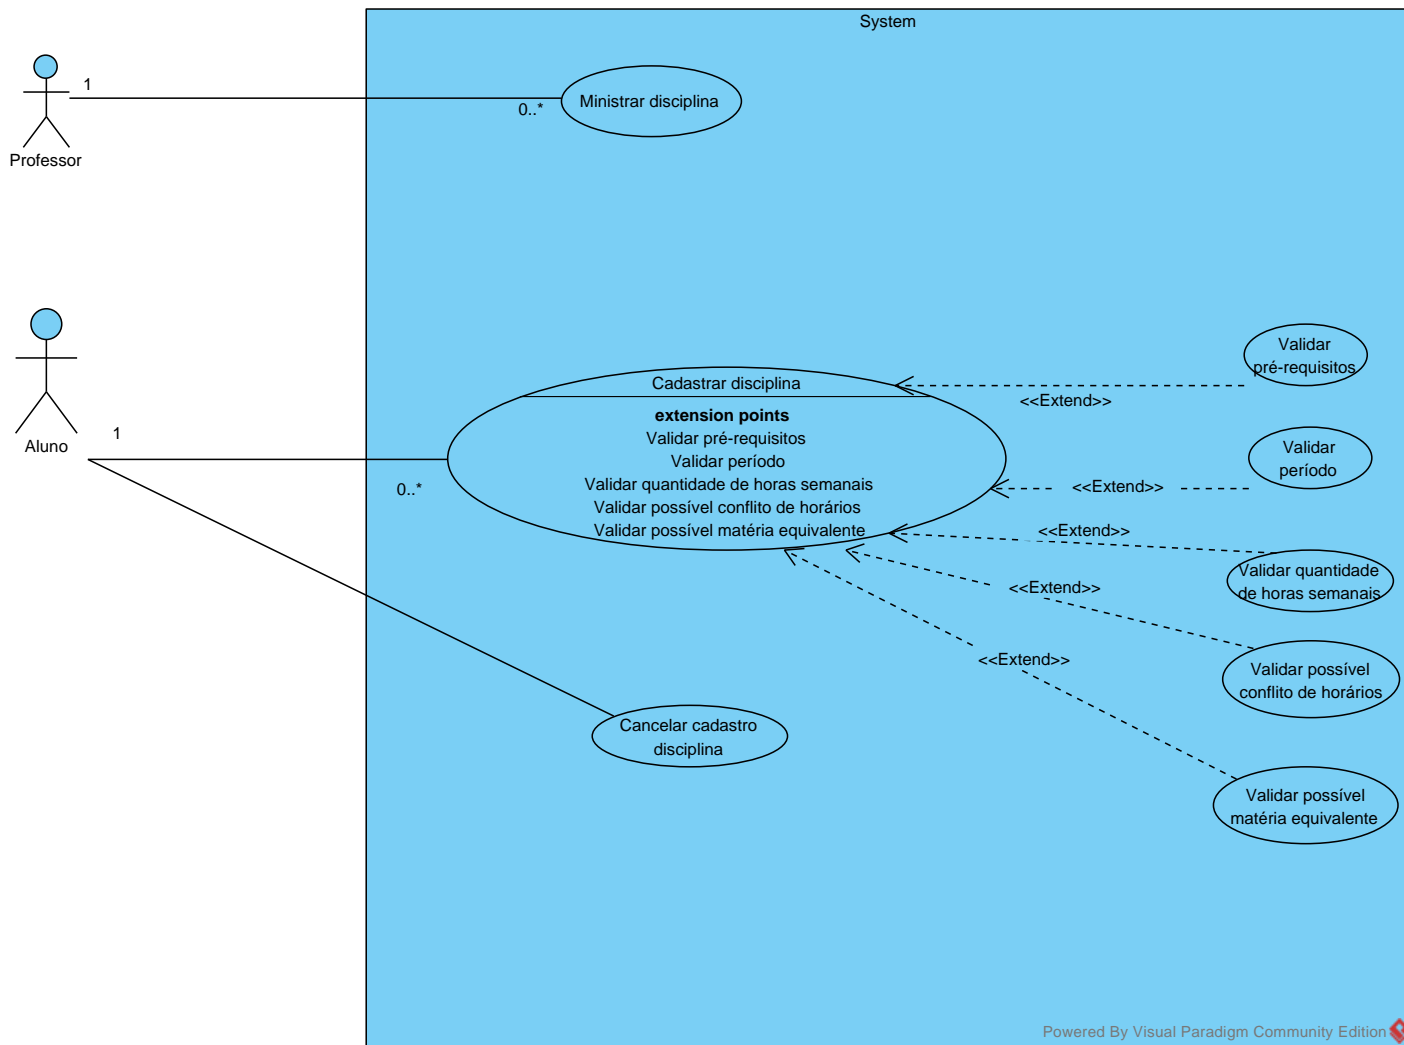 System
1
0..*
Ministrar disciplina
Professor
Validar
pré-requisitos
Cadastrar disciplina
<<Extend>>
extension points
Validar pré-requisitos
Validar período
Validar quantidade de horas semanais
Validar possível conflito de horários
Validar possível matéria equivalente
1
Aluno
0..*
Validar
período
<<Extend>>
<<Extend>>
Validar quantidade
de horas semanais
<<Extend>>
<<Extend>>
Validar possível
conflito de horários
Cancelar cadastro
disciplina
Validar possível
matéria equivalente
Powered By Visual Paradigm Community Edition